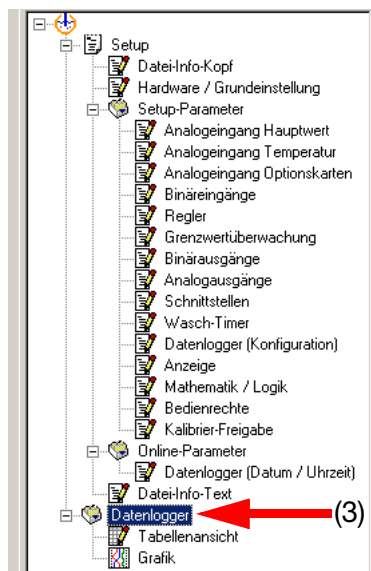 Setup
Datei-Info-Kopf
Hardware / Grundeinstellung
Setup-Parameter
Analogeingang Hauptwert
Analogeingang Temperatur
Analogeingang Optionskarten
Binäreingänge
Regler
Grenzwertüberwachung
Binärausgänge
Analogausgänge
Schnittstellen
Wasch-Timer
Datenlogger (Konfiguration)
Anzeige
Mathematik / Logik
Bedienrechte
Kalibrier-Freigabe
Online-Parameter
Datenlogger (Datum / Uhrzeit)
Datei-Info-Text
Datenlogger (3)
Tabellenansicht
Grafik